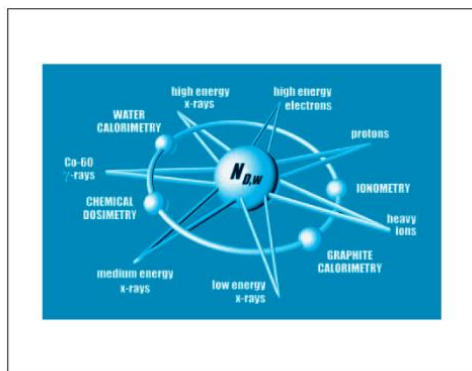 high energy
x-rays
high energy
electrons
WATER
CALORIMETRY
protons
Co-60
γ-rays
N D,W
IONOMETRY
CHEMICAL
DOSIMETRY
heavy
ions
GRAPHITE
CALORIMETRY
medium energy
x-rays
low energy
x-rays